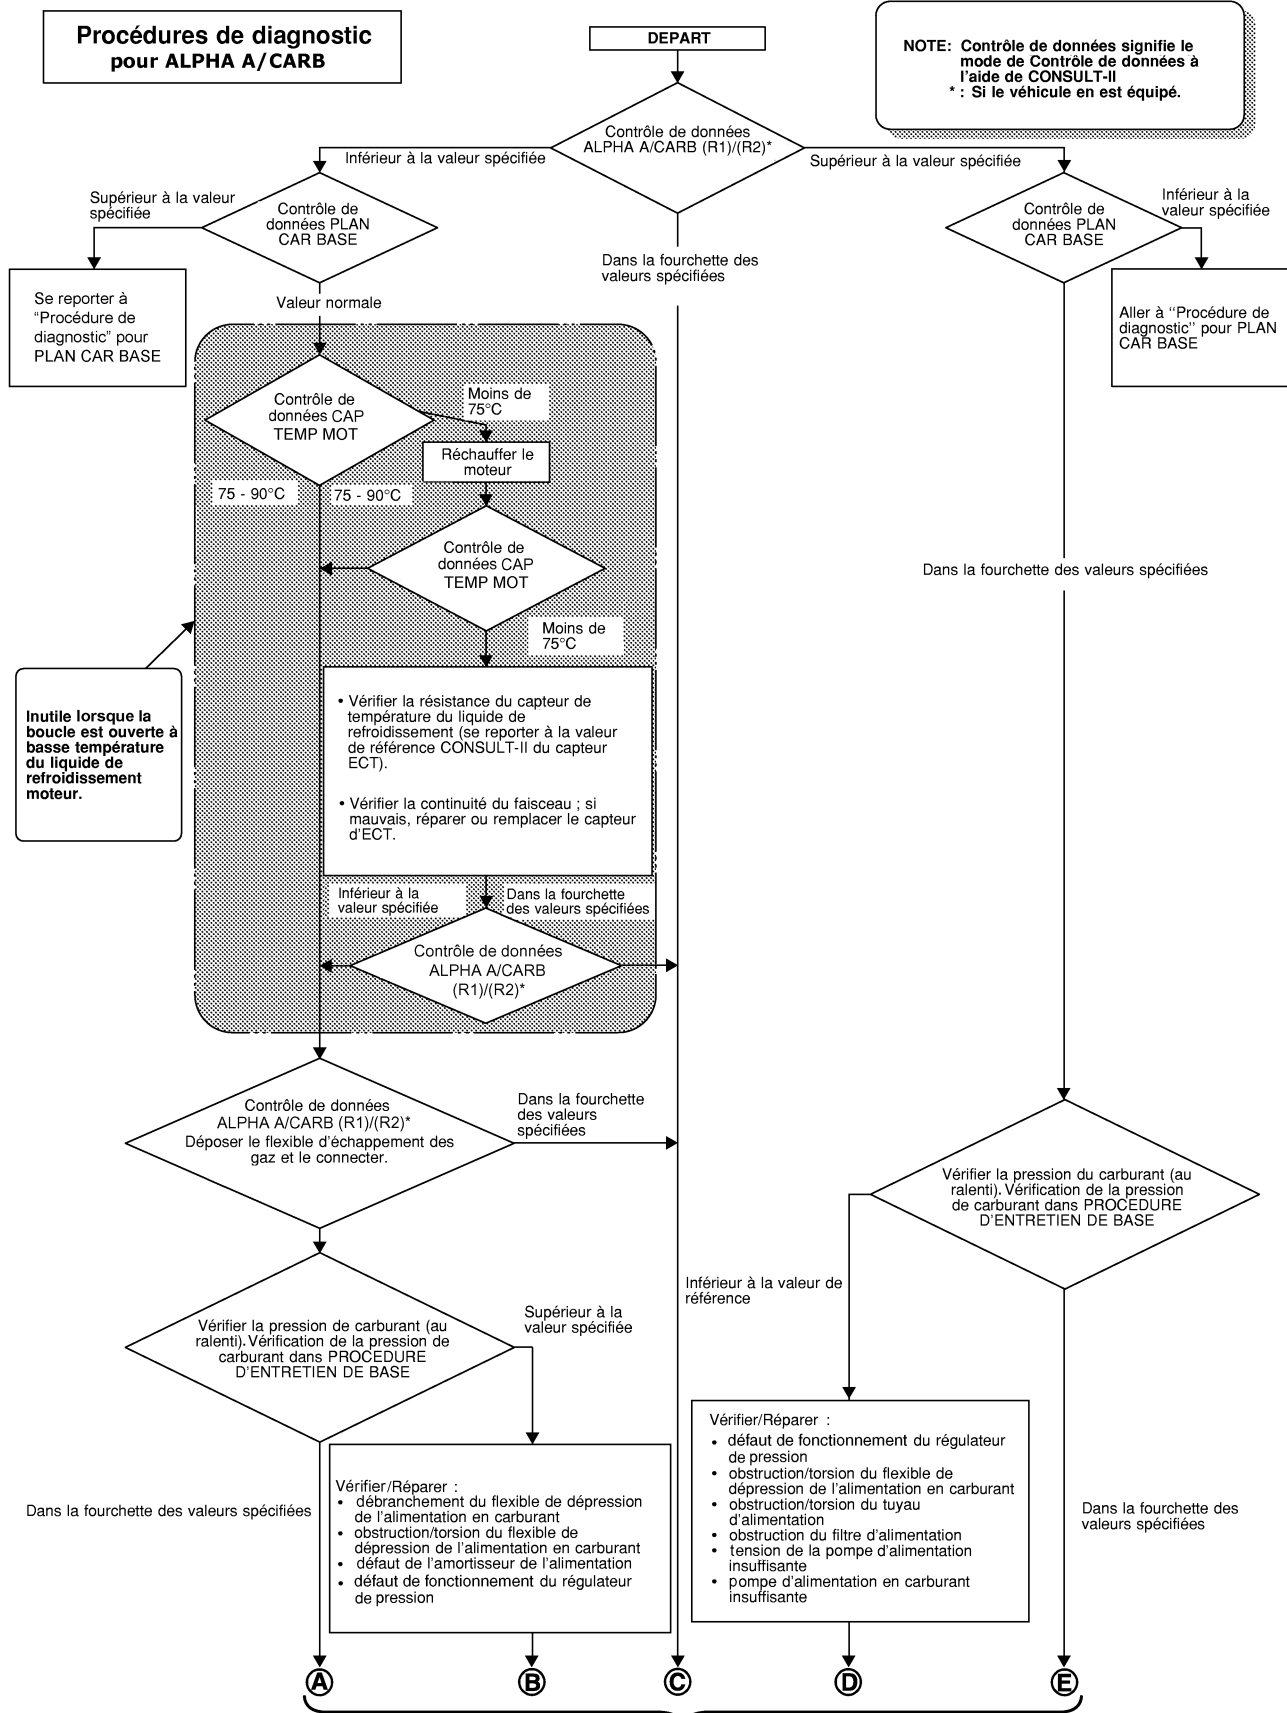 Procédures de diagnostic
pour ALPHA A/CARB
DEPART
NOTE: Contrôle de données signifie le
mode de Contrôle de données à
l'aide de CONSULT-II
* : Si le véhicule en est équipé.
Contrôle de données
ALPHA A/CARB (R1)/(R2)*
Inférieur à la valeur spécifiée
Supérieur à la valeur spécifiée
Supérieur à la valeur
spécifiée
Contrôle de
données PLAN
CAR BASE
Dans la fourchette des
valeurs spécifiées
Contrôle de
données PLAN
CAR BASE
Inférieur à la
valeur spécifiée
Se reporter à
“Procédure de
diagnostic” pour
PLAN CAR BASE
Valeur normale
Aller à ‘‘Procédure de
diagnostic’’ pour PLAN
CAR BASE
Contrôle de
données CAP
TEMP MOT
Moins de
75°C
Réchauffer le
moteur
75 - 90°C
75 - 90°C
Contrôle de
données CAP
TEMP MOT
Dans la fourchette des valeurs spécifiées
Moins de
75°C
Inutile lorsque la
boucle est ouverte à
basse température
du liquide de
refroidissement
moteur.
• Vérifier la résistance du capteur de
température du liquide de
refroidissement (se reporter à la valeur
de référence CONSULT-II du capteur
ECT).
• Vérifier la continuité du faisceau ; si
mauvais, réparer ou remplacer le capteur
d'ECT.
Inférieur à la
valeur spécifiée
Dans la fourchette
des valeurs spécifiées
Contrôle de données
ALPHA A/CARB
(R1)/(R2)*
Contrôle de données
ALPHA A/CARB (R1)/(R2)*
Déposer le flexible d'échappement des
gaz et le connecter.
Dans la fourchette
des valeurs
spécifiées
Vérifier la pression du carburant (au
ralenti). Vérification de la pression
de carburant dans PROCEDURE
D'ENTRETIEN DE BASE
Inférieur à la valeur de
référence
Vérifier la pression de carburant (au
ralenti). Vérification de la pression de
carburant dans PROCEDURE
D'ENTRETIEN DE BASE
Supérieur à la
valeur spécifiée
Dans la fourchette des valeurs spécifiées
Vérifier/Réparer :
• débranchement du flexible de dépression
de l'alimentation en carburant
• obstruction/torsion du flexible de
dépression de l'alimentation en carburant
• défaut de l'amortisseur de l'alimentation
• défaut de fonctionnement du régulateur
de pression
Vérifier/Réparer :
• défaut de fonctionnement du régulateur
de pression
• obstruction/torsion du flexible de
dépression de l'alimentation en carburant
• obstruction/torsion du tuyau
d'alimentation
• obstruction du filtre d'alimentation
• tension de la pompe d'alimentation
insuffisante
• pompe d'alimentation en carburant
insuffisante
Dans la fourchette des
valeurs spécifiées
A
B
C
D
E